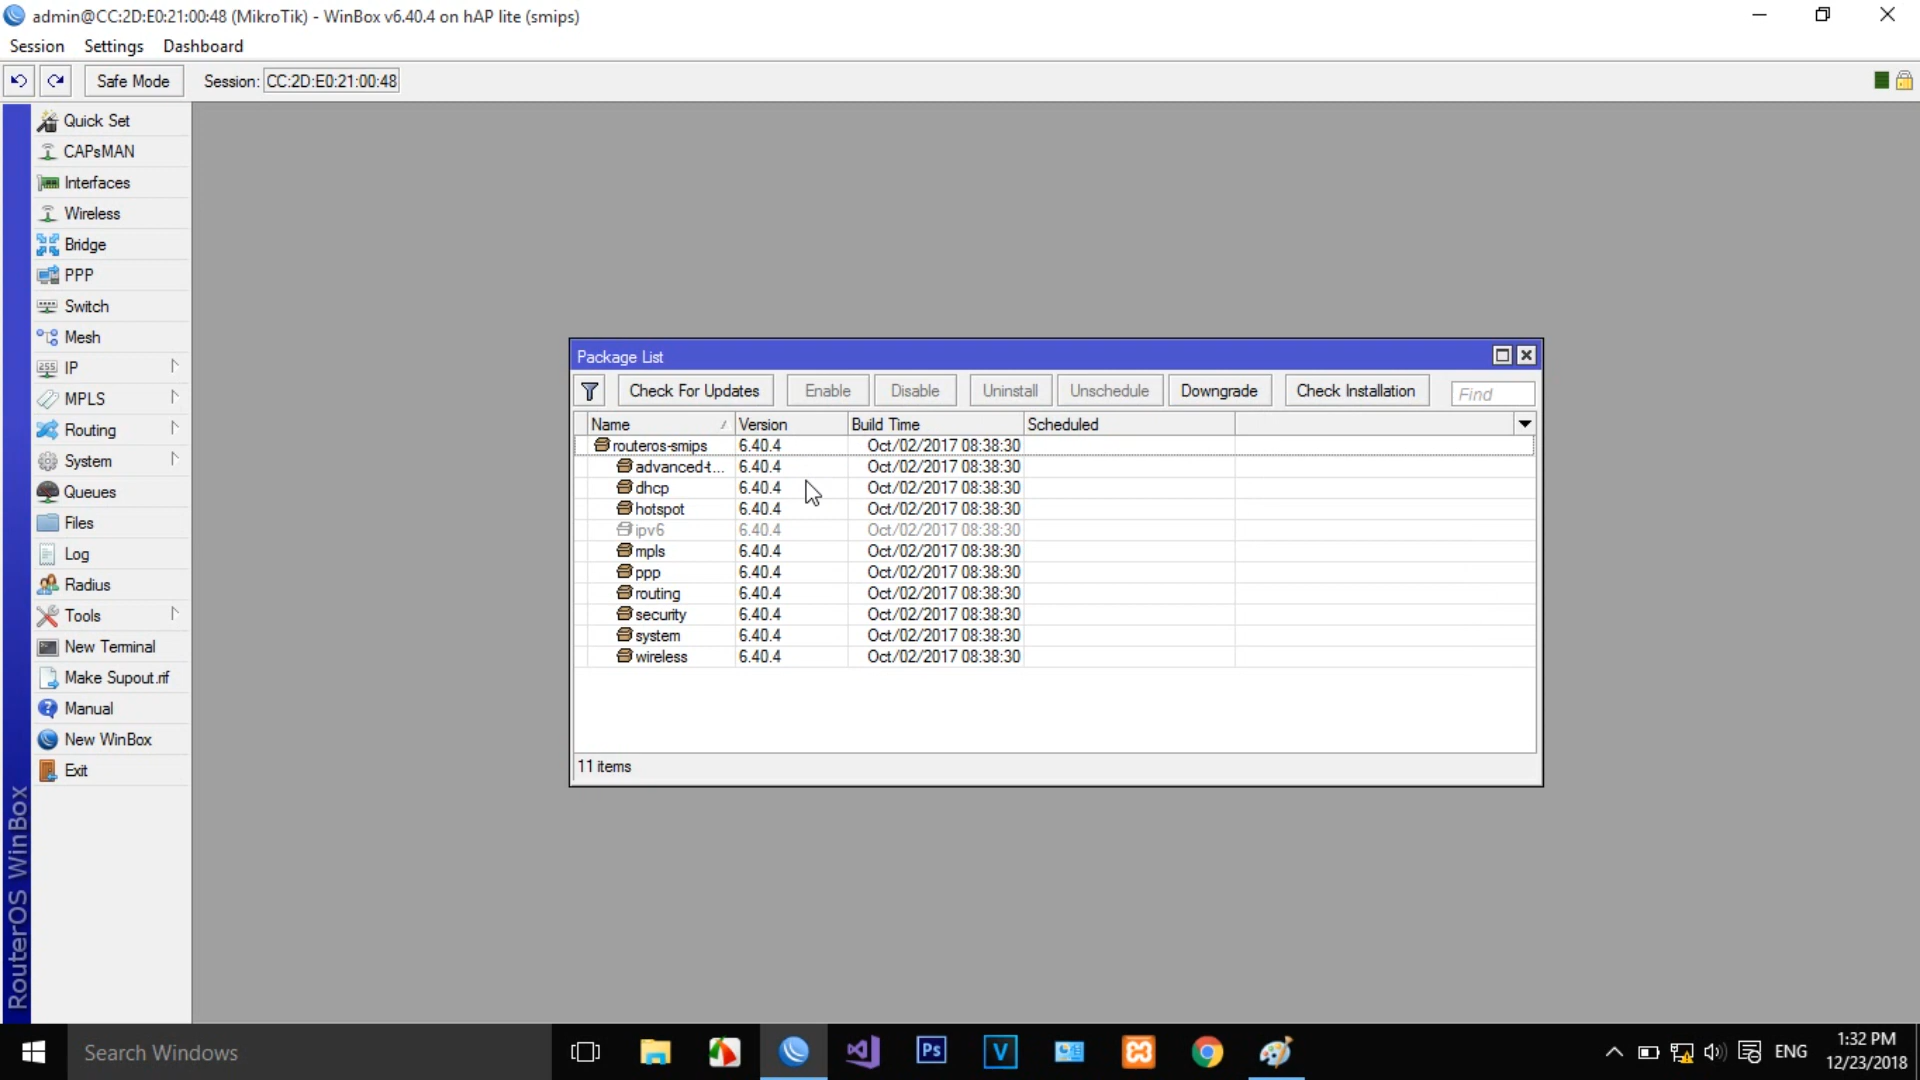 admin@CC:2D:E0:21:00:48 (MikroTik) - WinBox v6.40.4 on hAP lite (smips)
Session Settings Dashboard
Safe Mode Session: CC:2D:E0:21:00:48
Quick Set
CAPsMAN
Interfaces
Wireless
Bridge
PPP
Switch
Mesh
IP
MPLS
Routing
System
Queues
Files
Log
Radius
Tools
New Terminal
Make Supout.rif
Manual
New WinBox
Exit
RouterOS WinBox
Package List
Check For Updates Enable Disable Uninstall Unschedule Downgrade Check Installation Find
Name Version Build Time Scheduled
routeros-smips 6.40.4 Oct/02/2017 08:38:30
advanced-t... 6.40.4 Oct/02/2017 08:38:30
dhcp 6.40.4 Oct/02/2017 08:38:30
hotspot 6.40.4 Oct/02/2017 08:38:30
ipv6 6.40.4 Oct/02/2017 08:38:30
mpls 6.40.4 Oct/02/2017 08:38:30
ppp 6.40.4 Oct/02/2017 08:38:30
routing 6.40.4 Oct/02/2017 08:38:30
security 6.40.4 Oct/02/2017 08:38:30
system 6.40.4 Oct/02/2017 08:38:30
wireless 6.40.4 Oct/02/2017 08:38:30
11 items
Search Windows
Ps
V
ENG
1:32 PM
12/23/2018